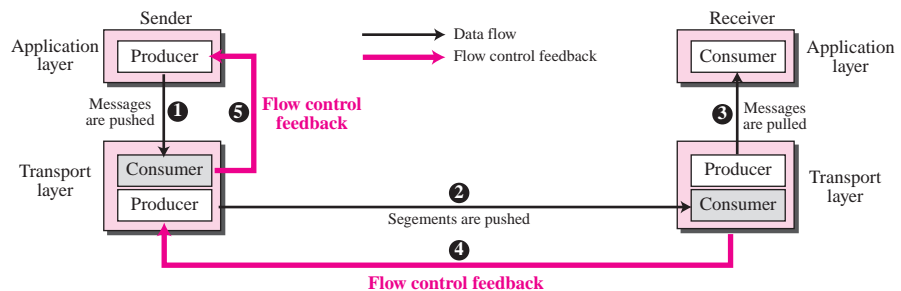 Sender
Receiver
Data flow
Flow control feedback
Application
layer
Producer
Consumer
Application
layer
Messages
are pushed
1
5
Flow control
feedback
3
Messages
are pulled
Transport
layer
Consumer
Producer
2
Segements are pushed
Producer
Consumer
Transport
layer
4
Flow control feedback